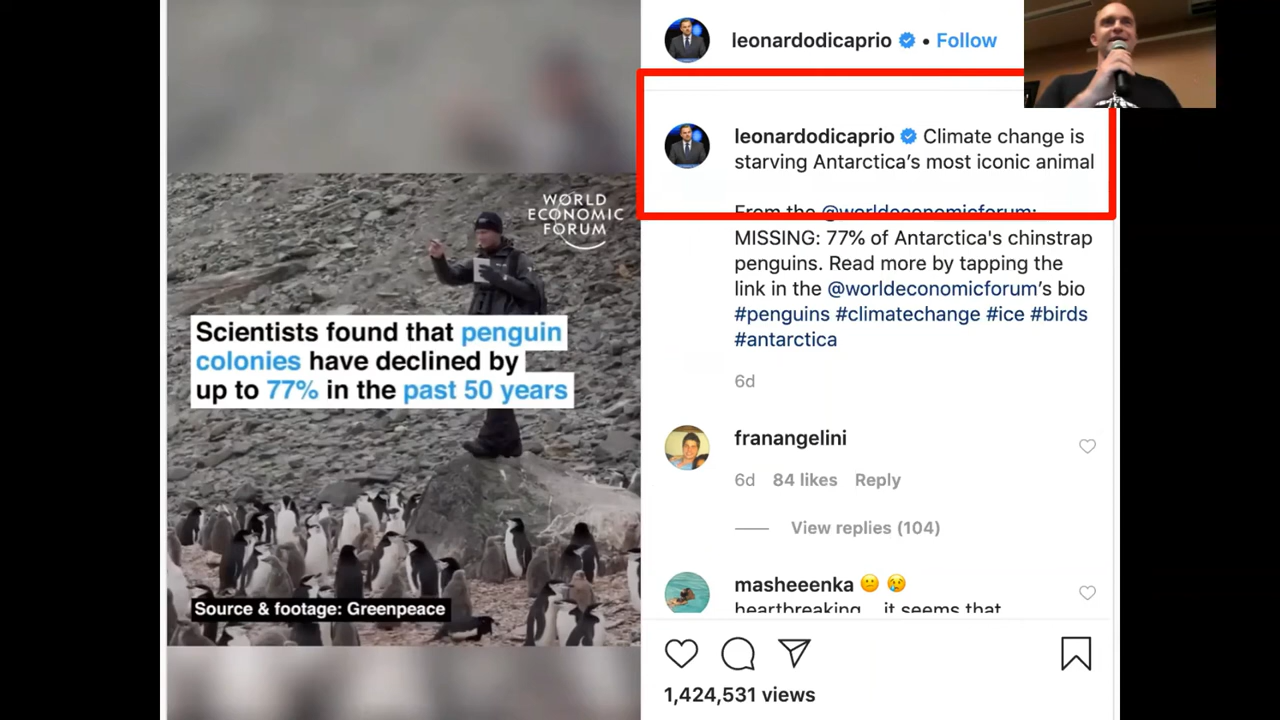 WORLD
ECONOMIC
FORUM
Scientists found that penguin
colonies have declined by
up to 77% in the past 50 years
Source & footage: Greenpeace
leonardodicaprio • Follow
leonardodicaprio Climate change is
starving Antarctica’s most iconic animal
From the @worldeconomicforum:
MISSING: 77% of Antarctica's chinstrap
penguins. Read more by tapping the
link in the @worldeconomicforum’s bio
#penguins #climatechange #ice #birds
#antarctica
6d
franangelini
6d 84 likes Reply
View replies (104)
masheeenka 😕 😢
heartbreaking... it seems that
1,424,531 views